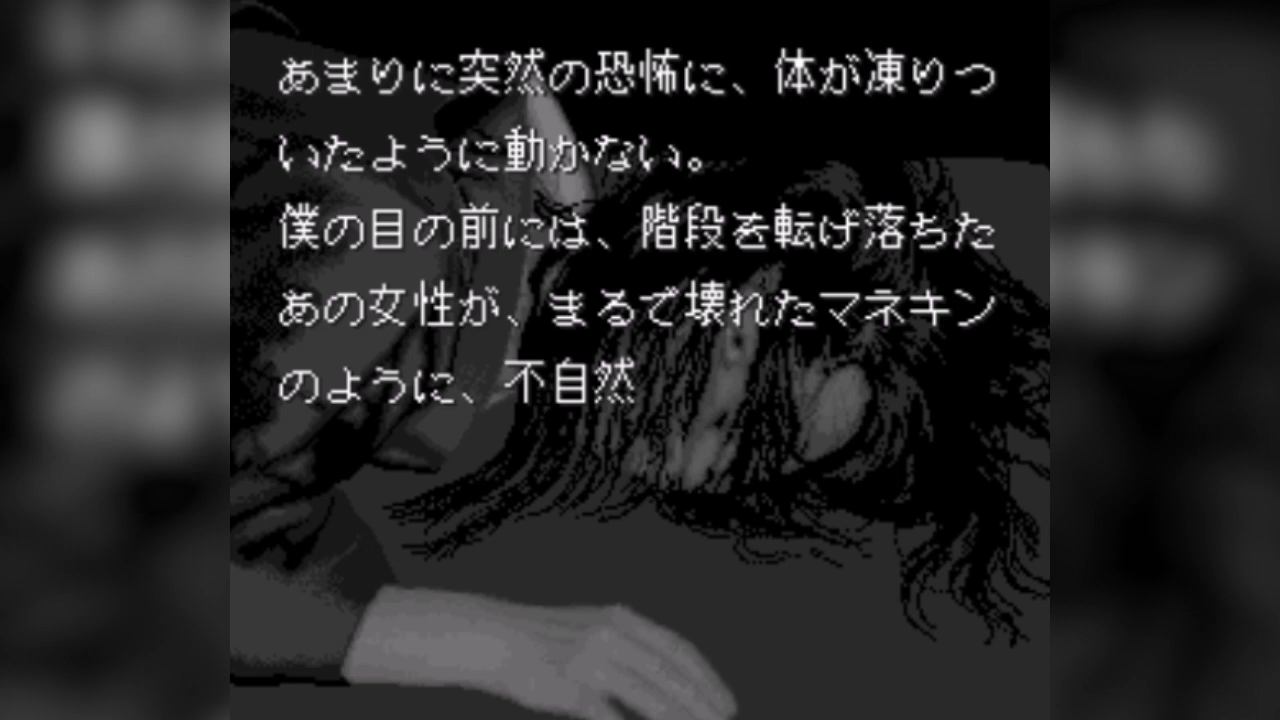 あまりに突然の恐怖に、体が凍りつ
いたように動かない。
僕の目の前には、階段を転げ落ちた
あの女性が、まるで壊れたマネキン
のように、不自然